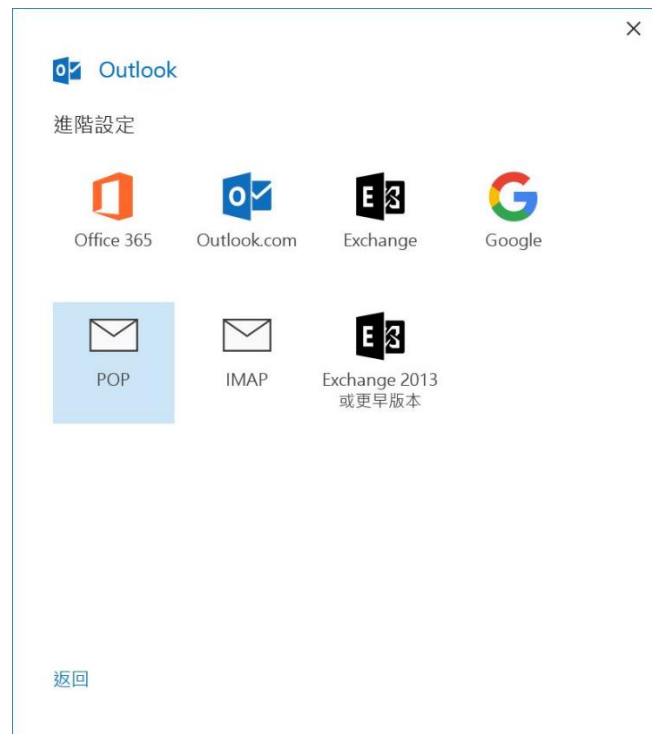 Outlook
進階設定
Office 365
Outlook.com
Exchange
Google
POP
IMAP
Exchange 2013
或更早版本
返回